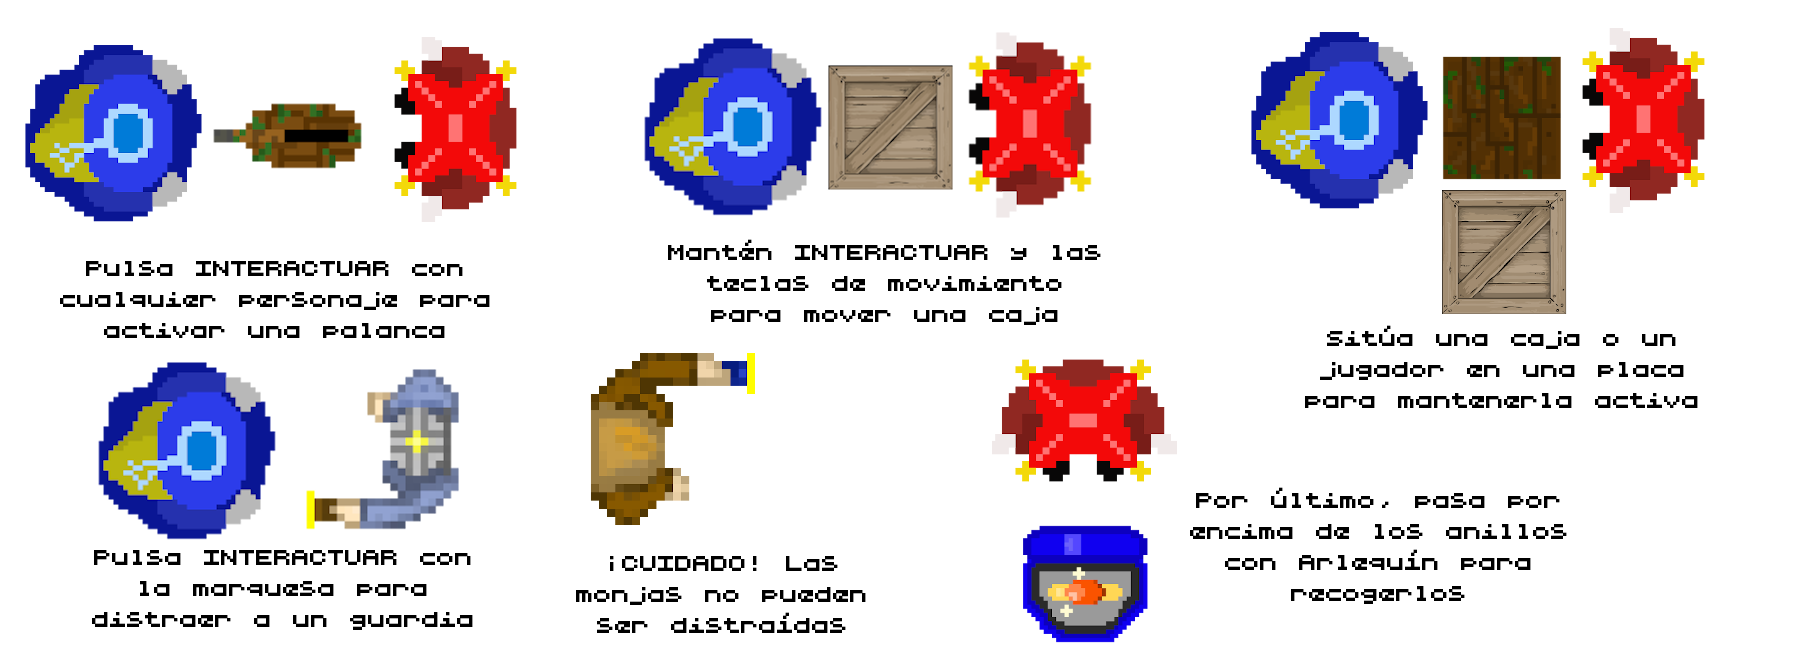 Pulsa INTERACTUAR con
cualquier personaje para
activar una palanca
Mantén INTERACTUAR y las
teclas de movimiento
para mover una caja
Sitúa una caja o un
jugador en una placa
para mantenerla activa
Pulsa INTERACTUAR con
la marquesa para
distraer a un guardia
¡CUIDADO! Las
monjas no pueden
ser distraídas
Por último, pasa por
encima de los anillos
con Arlequín para
recogerlos